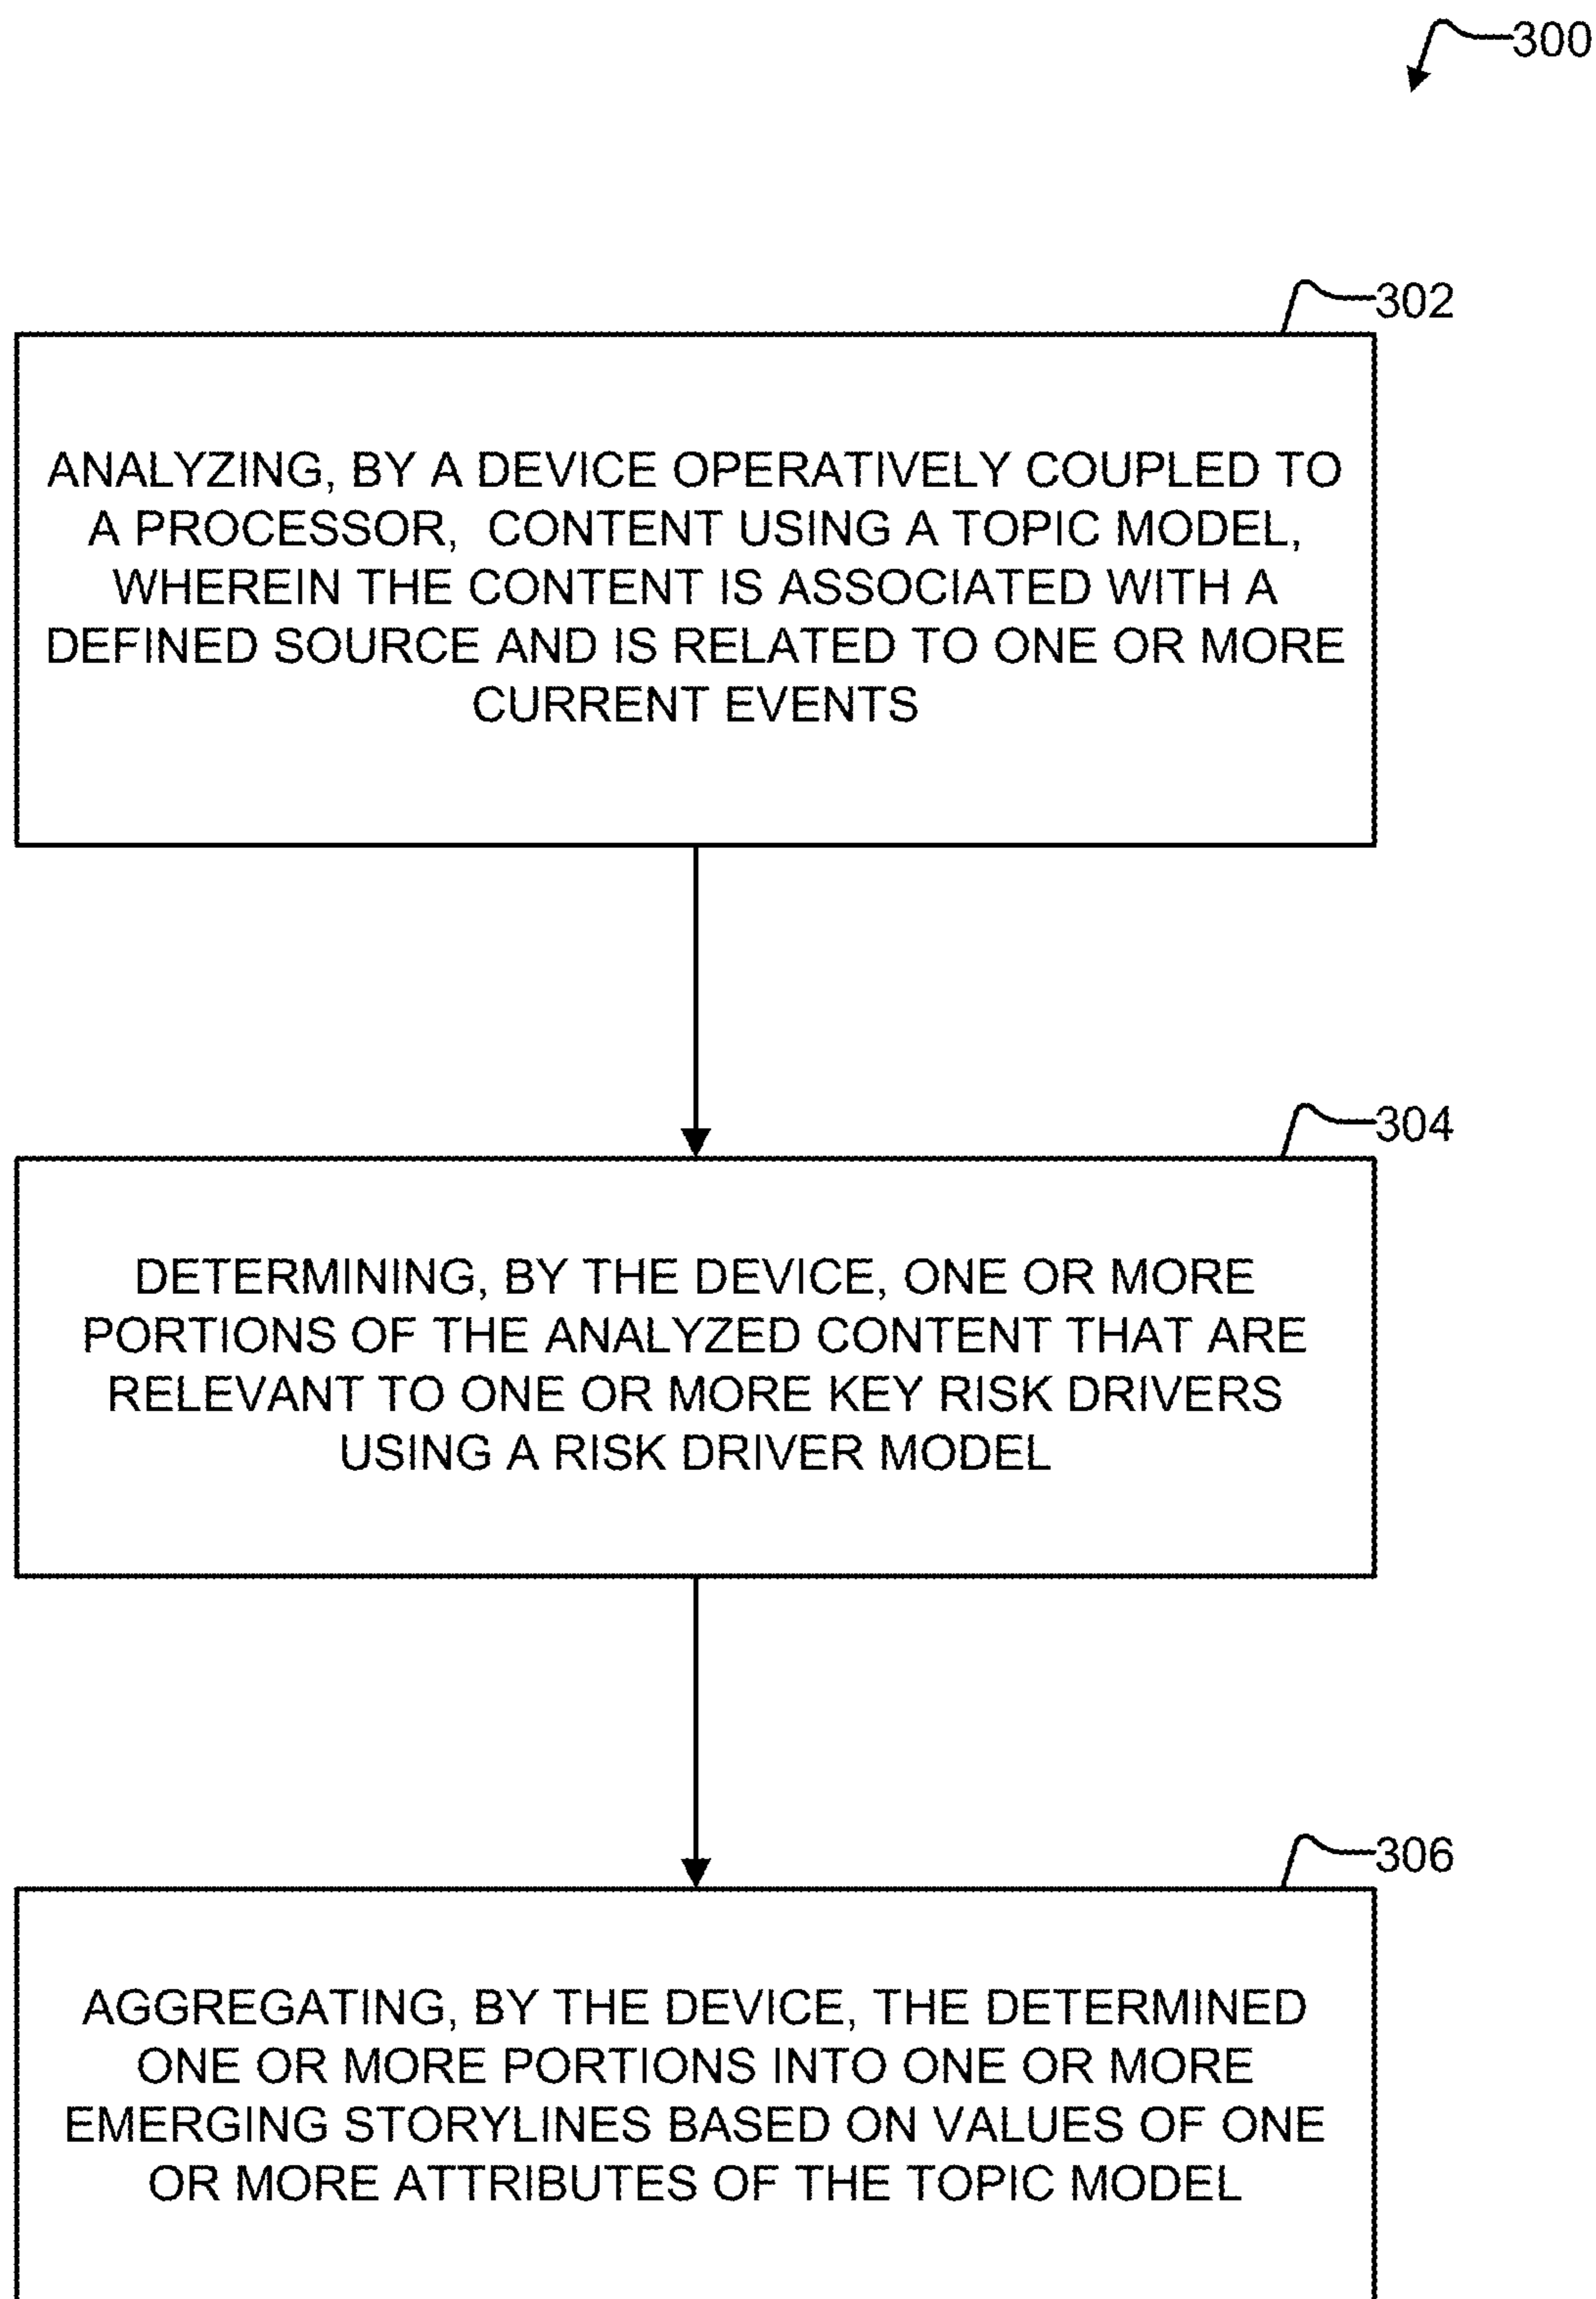 300
302
ANALYZING, BY A DEVICE OPERATIVELY COUPLED TO
A PROCESSOR, CONTENT USING A TOPIC MODEL,
WHEREIN THE CONTENT IS ASSOCIATED WITH A
DEFINED SOURCE AND IS RELATED TO ONE OR MORE
CURRENT EVENTS
304
DETERMINING, BY THE DEVICE, ONE OR MORE
PORTIONS OF THE ANALYZED CONTENT THAT ARE
RELEVANT TO ONE OR MORE KEY RISK DRIVERS
USING A RISK DRIVER MODEL
306
AGGREGATING, BY THE DEVICE, THE DETERMINED
ONE OR MORE PORTIONS INTO ONE OR MORE
EMERGING STORYLINES BASED ON VALUES OF ONE
OR MORE ATTRIBUTES OF THE TOPIC MODEL